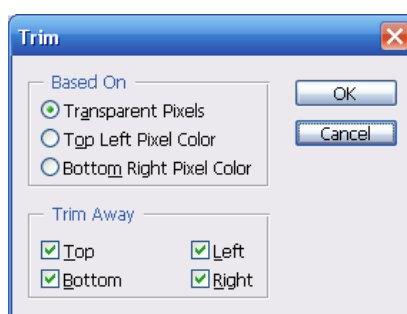 Trim
Based On
Transparent Pixels
Top Left Pixel Color
Bottom Right Pixel Color
OK
Cancel
Trim Away
Top Left
Bottom Right